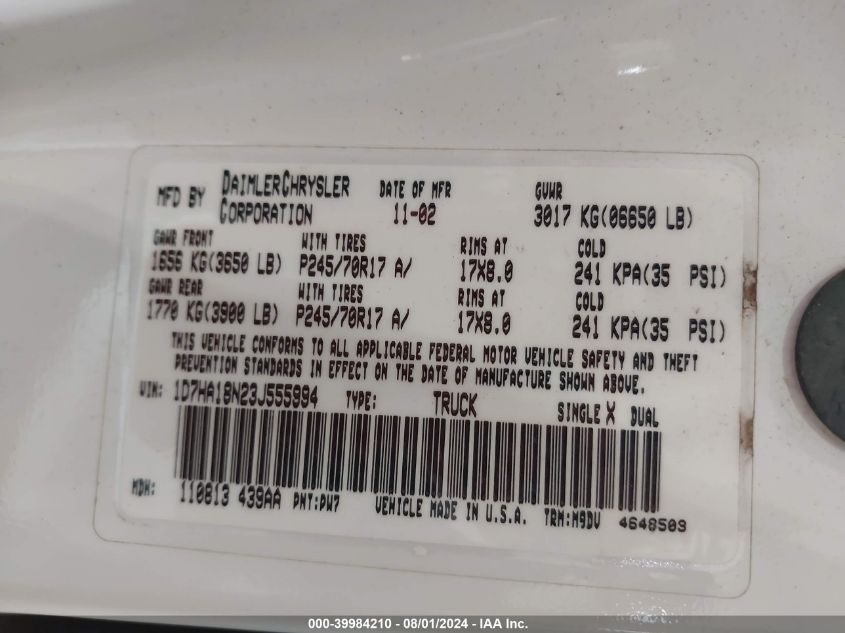 MFD BY DAIMLERCHRYSLER CORPORATION DATE OF MFR 11-02 GVWR 3017 KG(06650 LB)
GAWR FRONT WITH TIRES RIMS AT COLD
1656 KG(3650 LB) P245/70R17 A/ 17X8.0 241 KPA(35 PSI)
GAWR REAR WITH TIRES RIMS AT COLD
1770 KG(3900 LB) P245/70R17 A/ 17X8.0 241 KPA(35 PSI)
THIS VEHICLE CONFORMS TO ALL APPLICABLE FEDERAL MOTOR VEHICLE SAFETY AND THEFT
PREVENTION STANDARDS IN EFFECT ON THE DATE OF MANUFACTURE SHOWN ABOVE.
VIN: 1D7HA18N23J555994 TYPE: TRUCK SINGLE X DUAL
MDH: 110813 439AA PNT:PW7 VEHICLE MADE IN U.S.A. TRM:M9DV 4648509
000-39984210 - 08/01/2024 - IAA Inc.